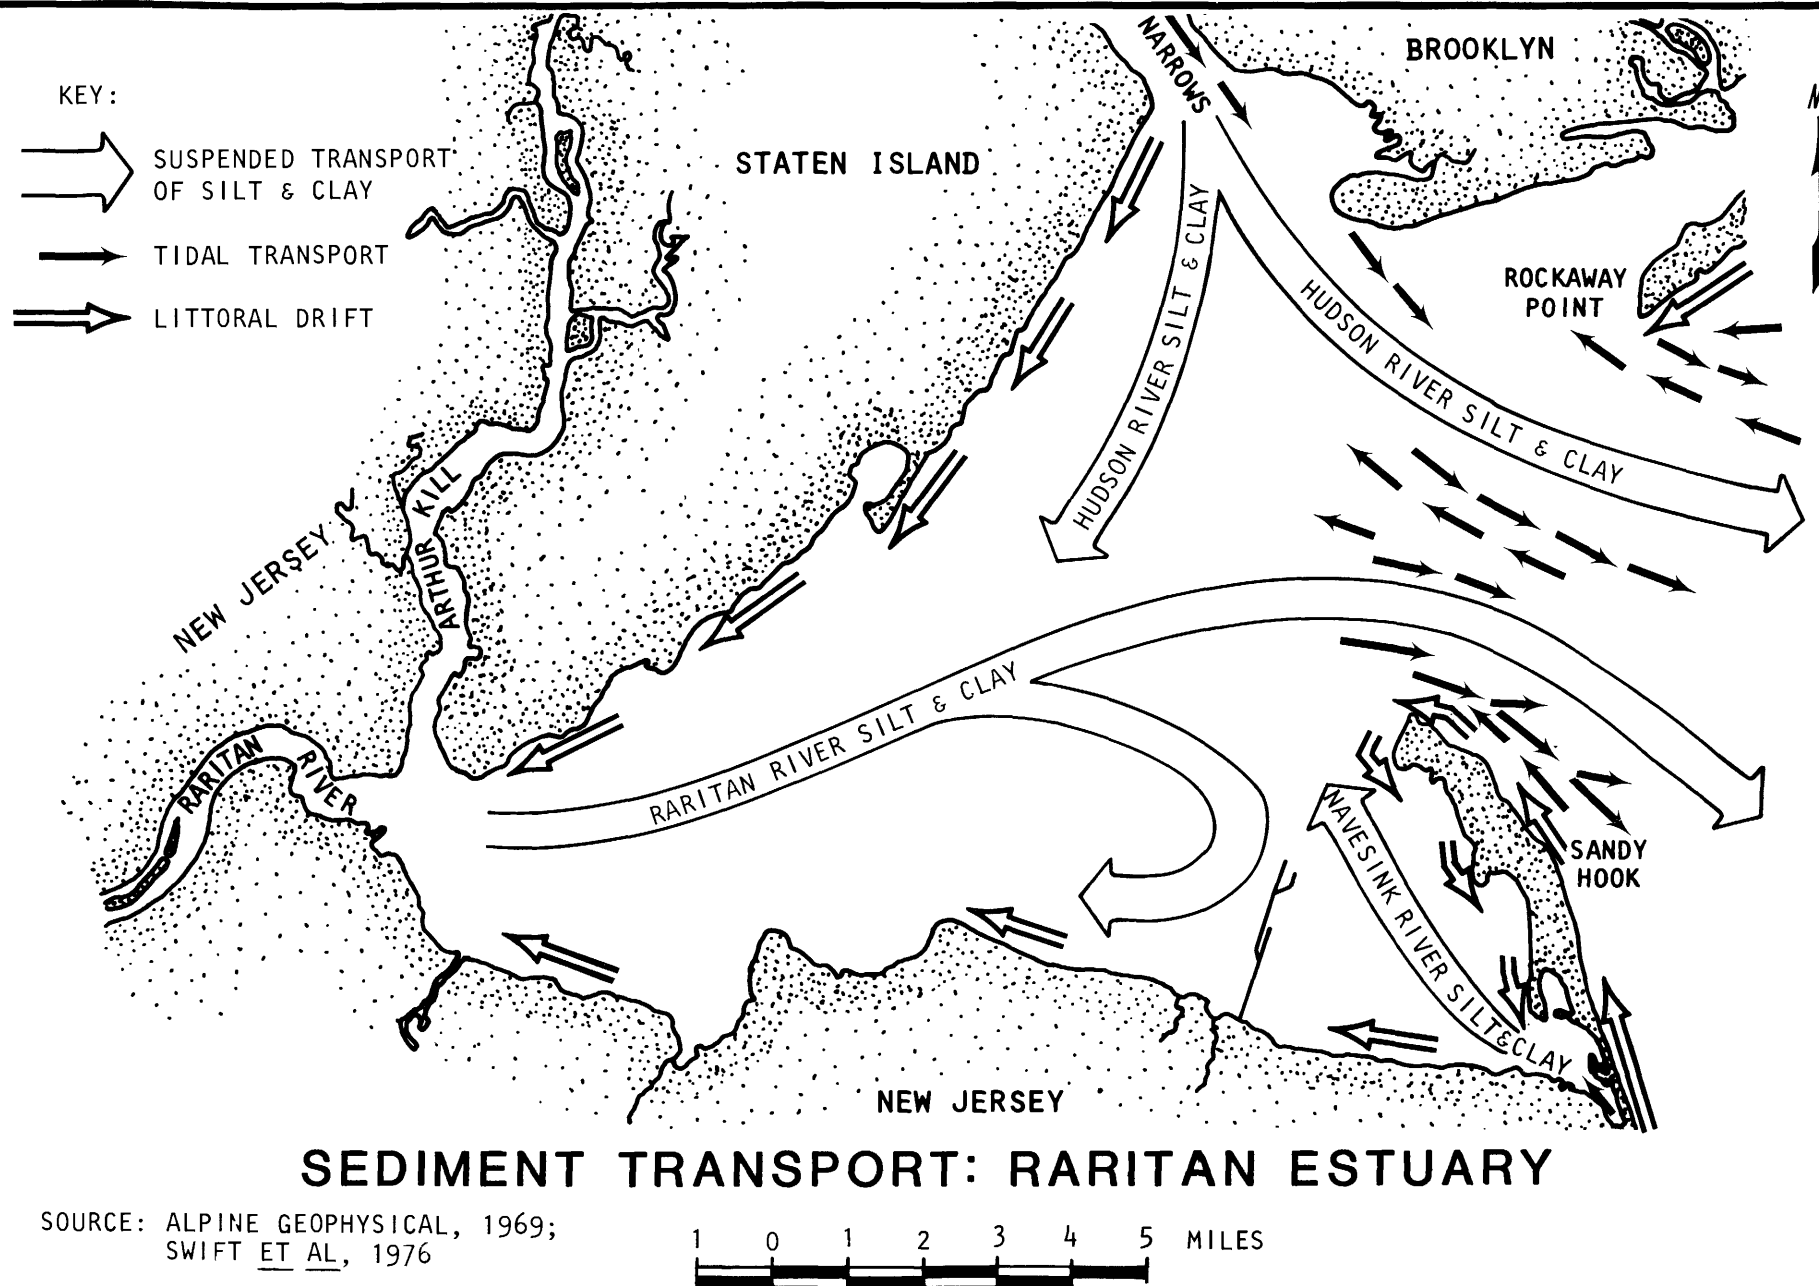 KEY:
SUSPENDED TRANSPORT
OF SILT & CLAY
TIDAL TRANSPORT
LITTORAL DRIFT
NARROWS
BROOKLYN
STATEN ISLAND
ROCKAWAY
POINT
HUDSON RIVER SILT & CLAY
HUDSON RIVER SILT & CLAY
NEW JERSEY
ARTHUR KILL
RARITAN RIVER
RARITAN RIVER SILT & CLAY
NAVESINK RIVER SILT & CLAY
SANDY
HOOK
NEW JERSEY
SEDIMENT TRANSPORT: RARITAN ESTUARY
SOURCE: ALPINE GEOPHYSICAL, 1969;
SWIFT ET AL, 1976
1 0 1 2 3 4 5 MILES